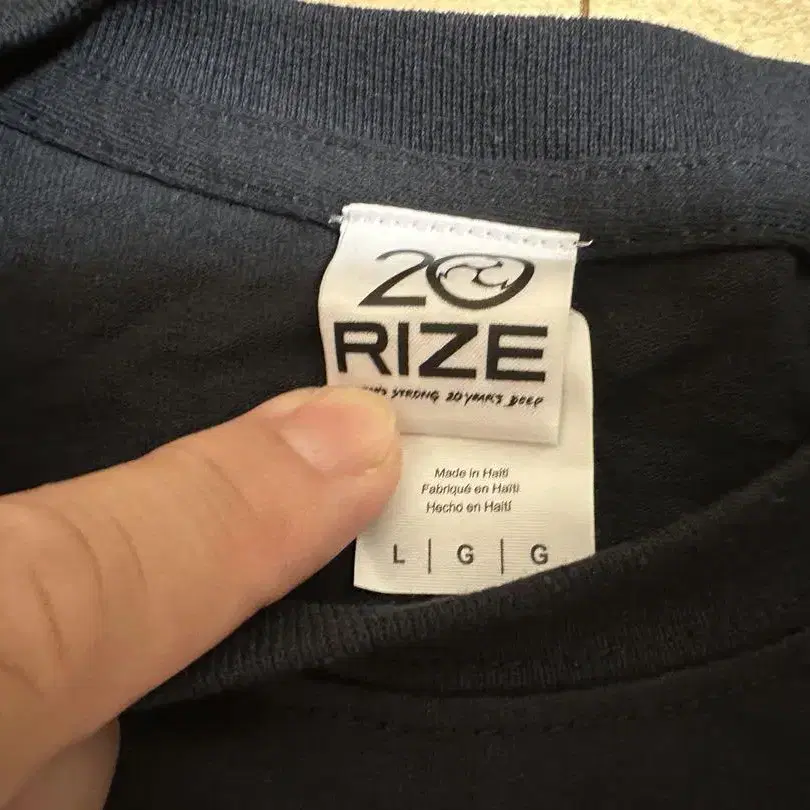 20
RIZE
STRONG 20 YEARS DEEP
Made in Haiti
Fabriqué en Haïti
Hecho en Haití
L | G | G